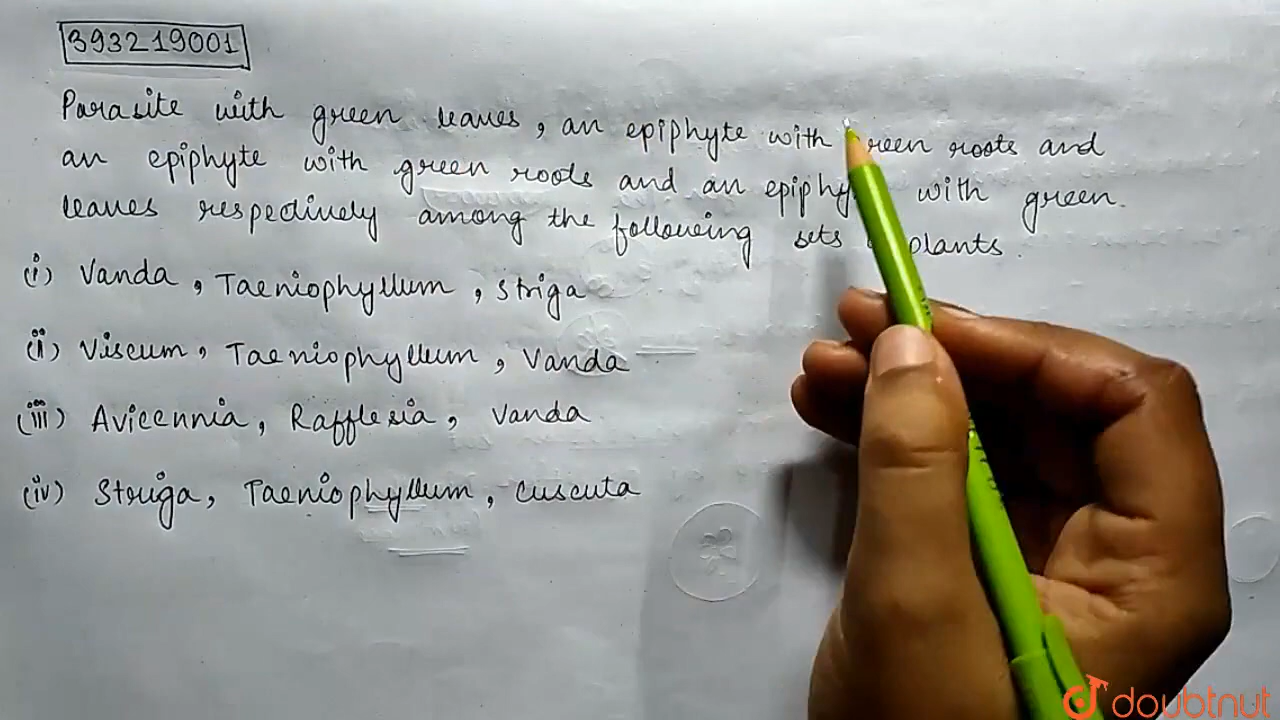 393219001
Parasite with green leaves, an epiphyte with reen roots and
an epiphyte with green roots and an epiphy with green
leaves respectively among the following sets plants.
(i) Vanda, Taeniophyllum, Striga
(ii) Viscum, Taeniophyllum, Vanda
(iii) Avicennia, Rafflesia, Vanda
(iv) Striga, Taeniophyllum, Cuscuta
doubtnut